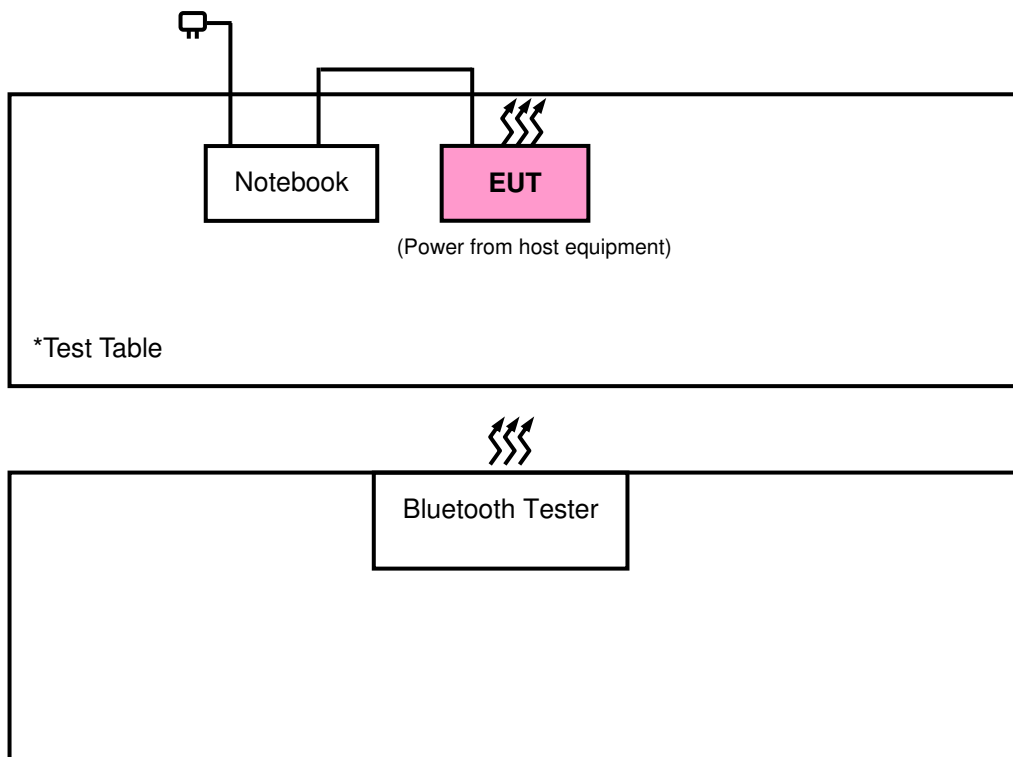 Notebook
EUT
(Power from host equipment)
*Test Table
Bluetooth Tester